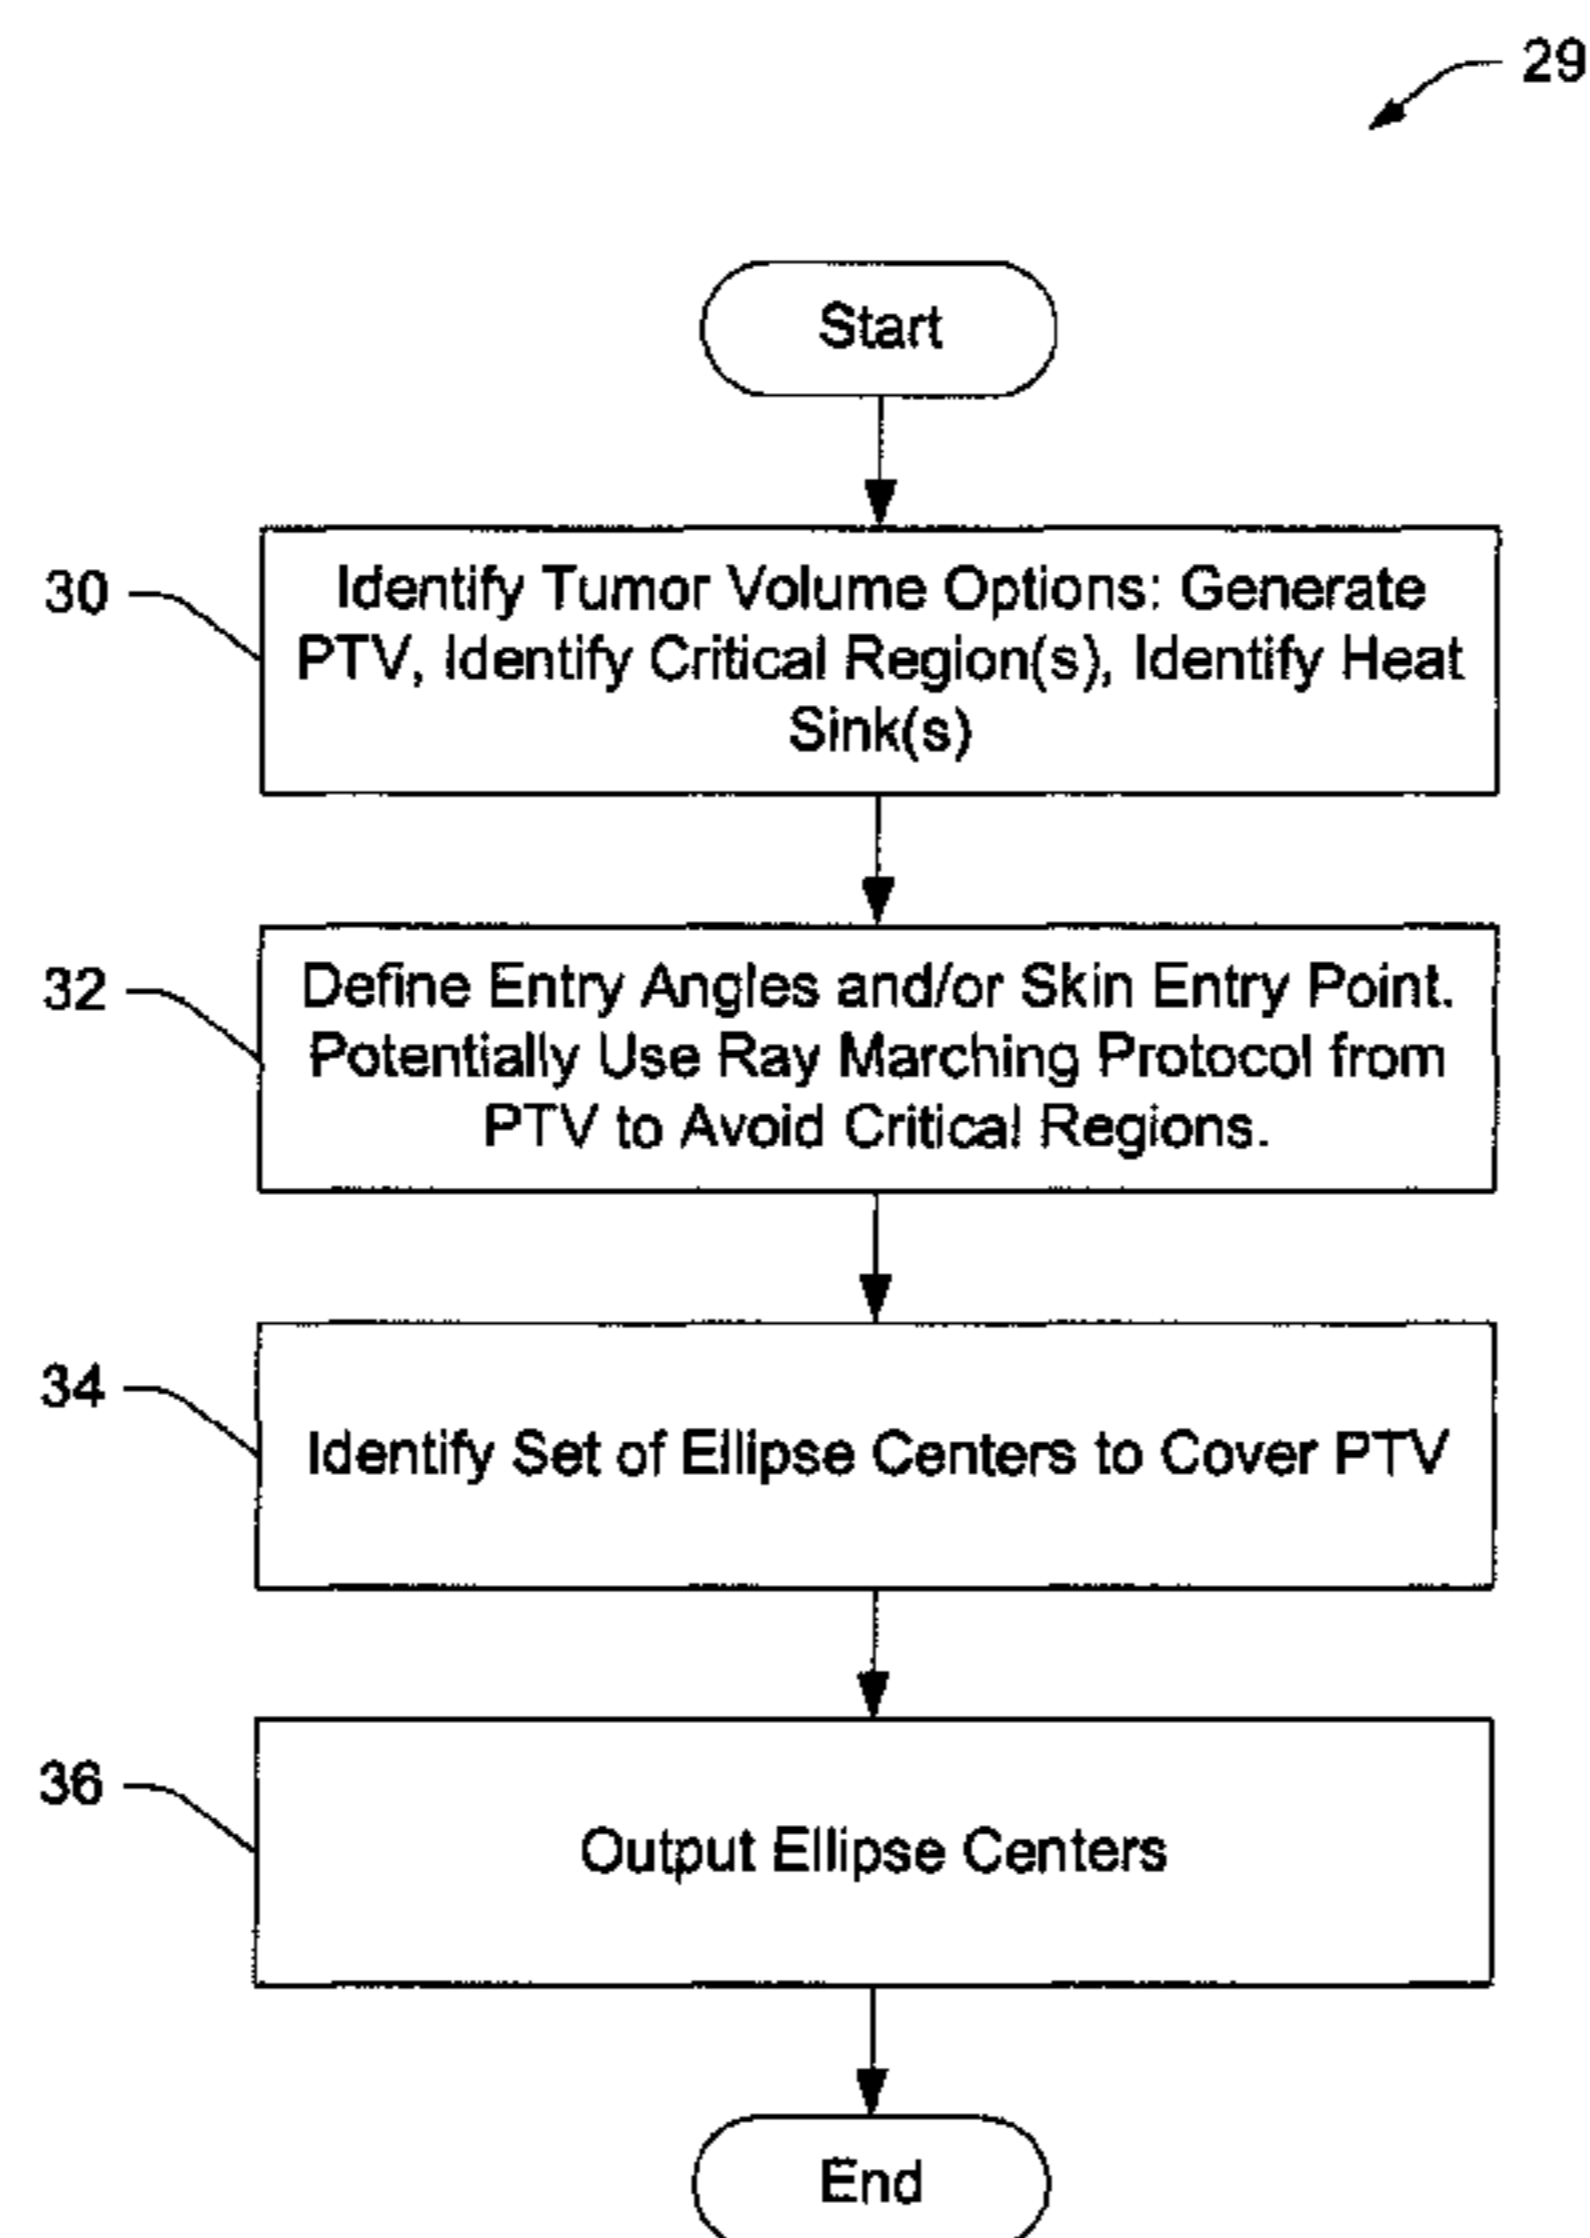 29
Start
30
Identify Tumor Volume Options: Generate
PTV, Identify Critical Region(s), Identify Heat
Sink(s)
32
Define Entry Angles and/or Skin Entry Point.
Potentially Use Ray Marching Protocol from
PTV to Avoid Critical Regions.
34
Identify Set of Ellipse Centers to Cover PTV
36
Output Ellipse Centers
End